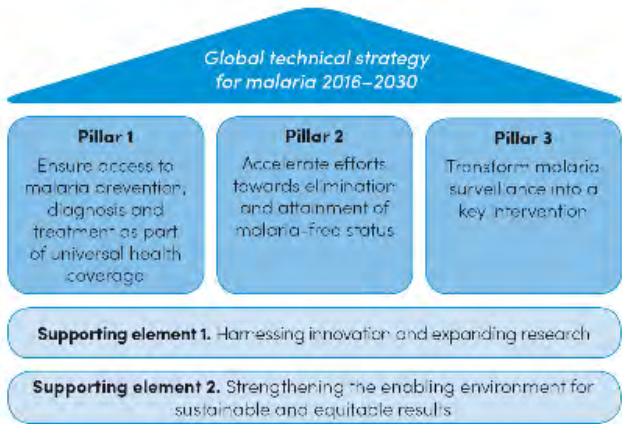 Global technical strategy
for malaria 2016–2030
Pillar 1
Ensure access to
malaria prevention,
diagnosis and
treatment as part
of universal health
coverage
Pillar 2
Accelerate efforts
towards elimination
and attainment of
malaria-free status
Pillar 3
Transform malaria
surveillance into a
key intervention
Supporting element 1. Harnessing innovation and expanding research
Supporting element 2. Strengthening the enabling environment for
sustainable and equitable results